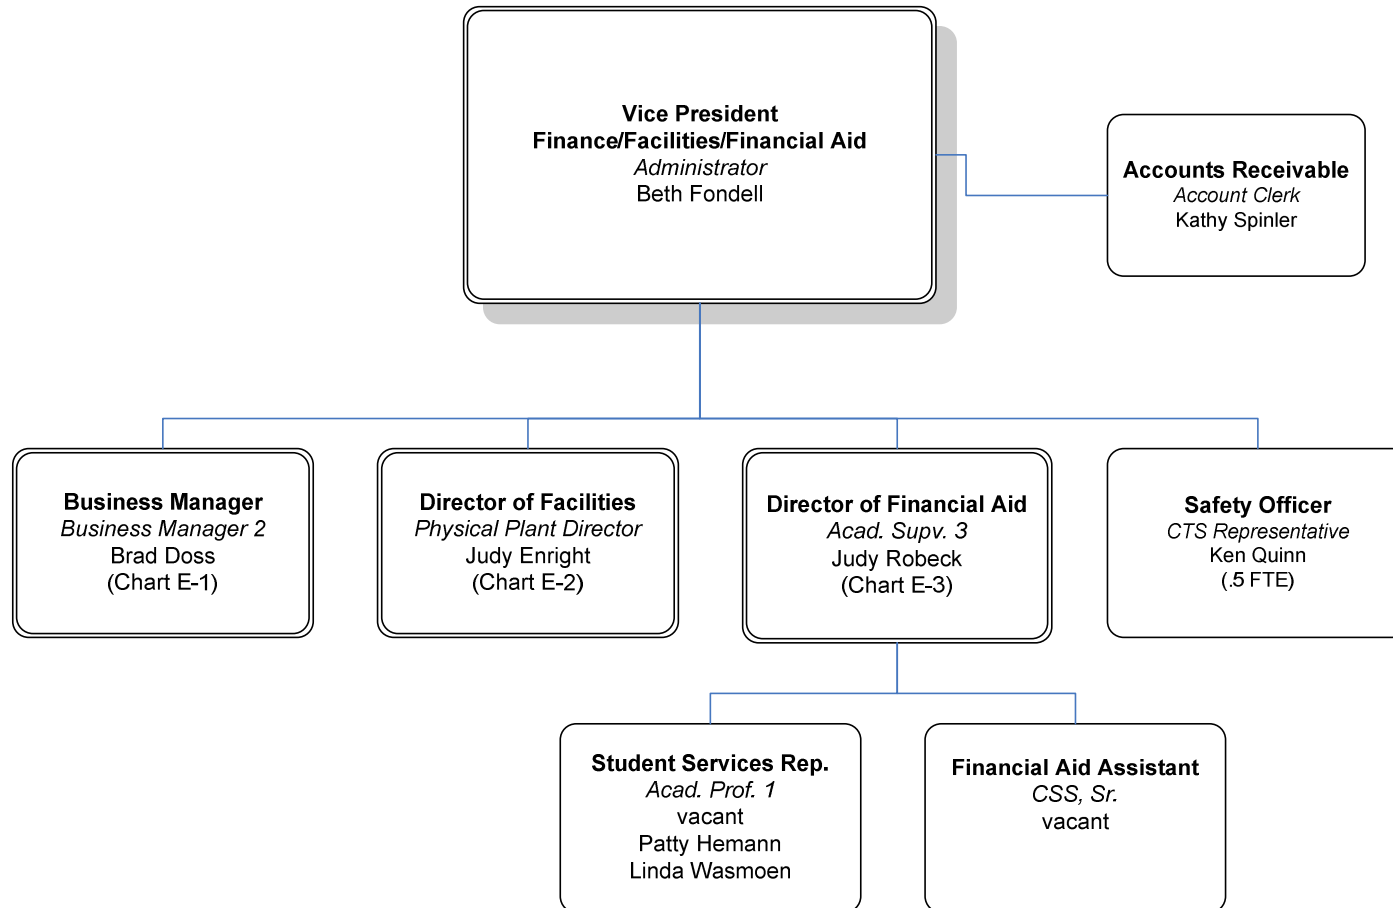 Vice President
Finance/Facilities/Financial Aid
Administrator
Beth Fondell
Accounts Receivable
Account Clerk
Kathy Spinler
Business Manager
Business Manager 2
Brad Doss
(Chart E-1)
Director of Facilities
Physical Plant Director
Judy Enright
(Chart E-2)
Director of Financial Aid
Acad. Supv. 3
Judy Robeck
(Chart E-3)
Safety Officer
CTS Representative
Ken Quinn
(.5 FTE)
Student Services Rep.
Acad. Prof. 1
vacant
Patty Hemann
Linda Wasmoen
Financial Aid Assistant
CSS, Sr.
vacant